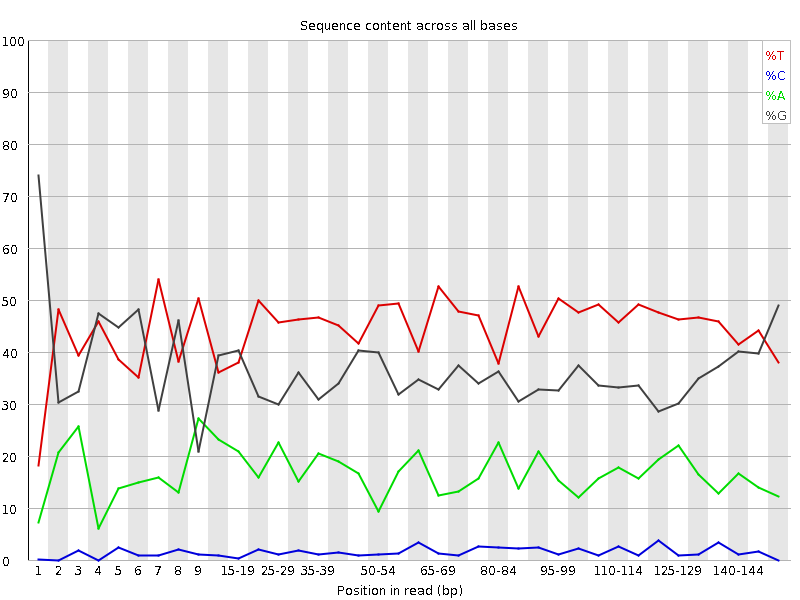 Sequence content across all bases
100
90
80
70
60
50
40
30
20
10
0
%T
%C
%A
%G
1 2 3 4 5 6 7 8 9 15-19 25-29 35-39 50-54 65-69 80-84 95-99 110-114 125-129 140-144
Position in read (bp)